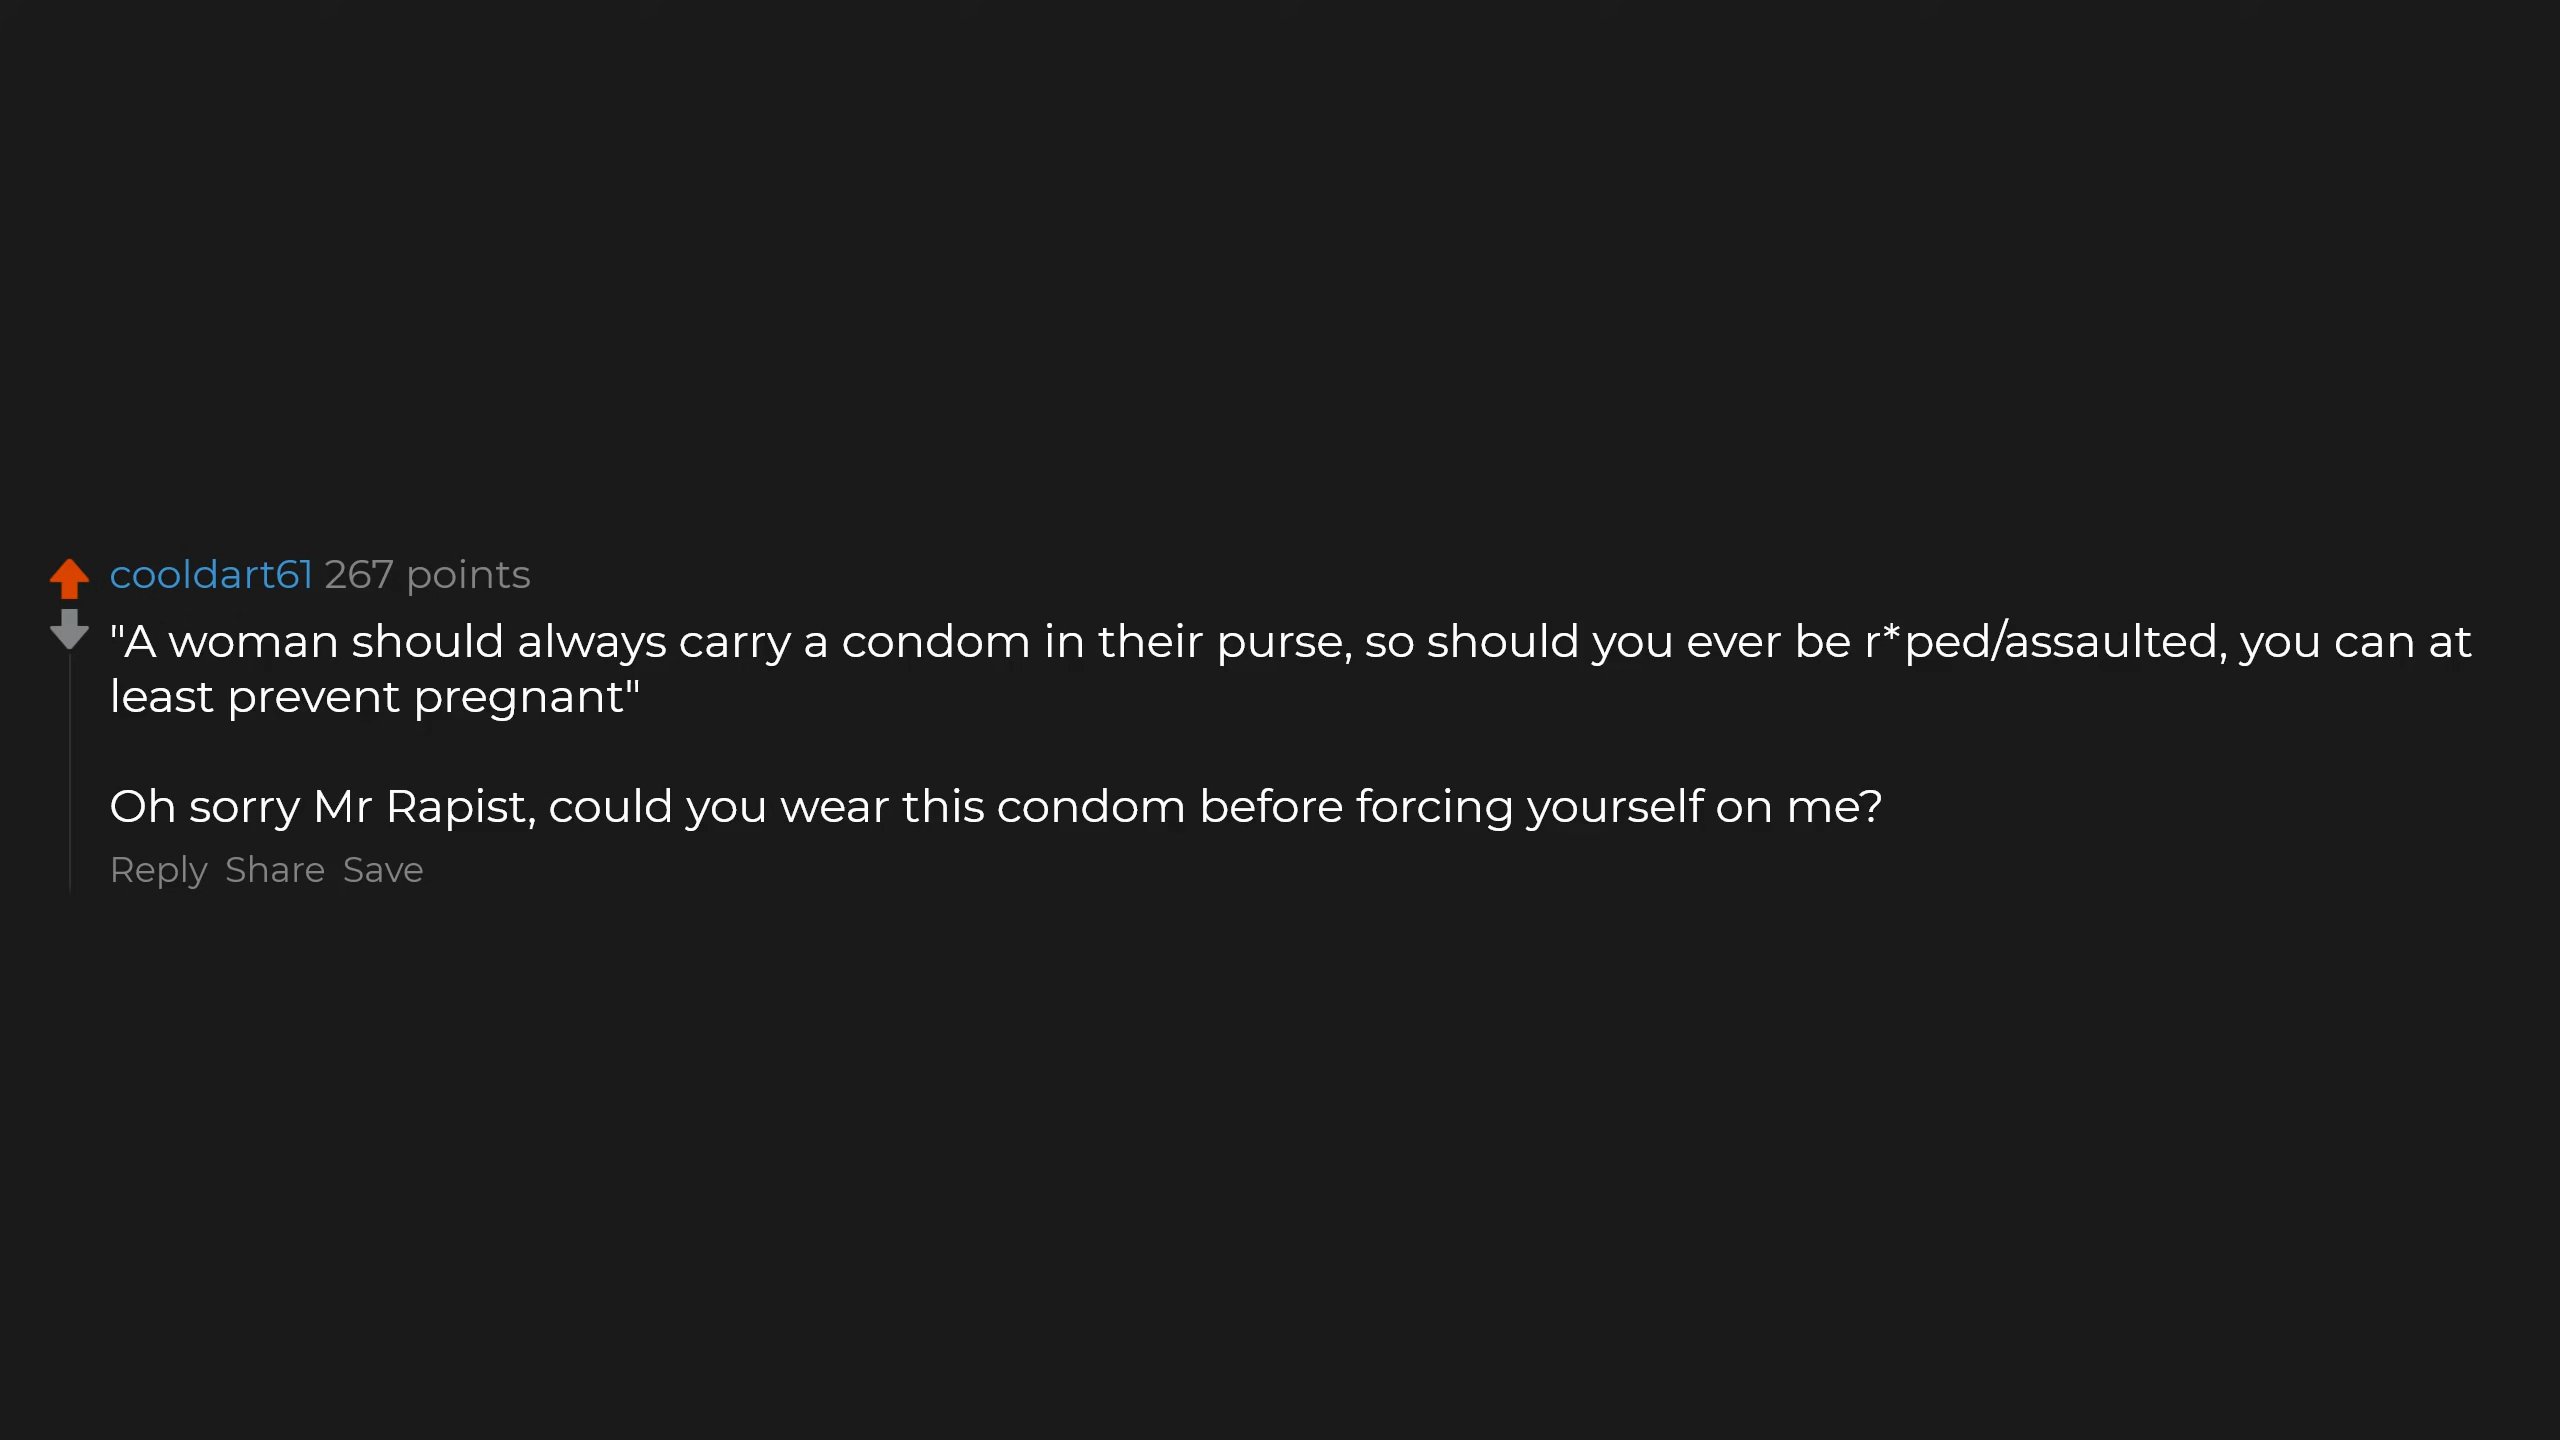 cooldart61 267 points
"A woman should always carry a condom in their purse, so should you ever be r*ped/assaulted, you can at
least prevent pregnant"
Oh sorry Mr Rapist, could you wear this condom before forcing yourself on me?
Reply Share Save